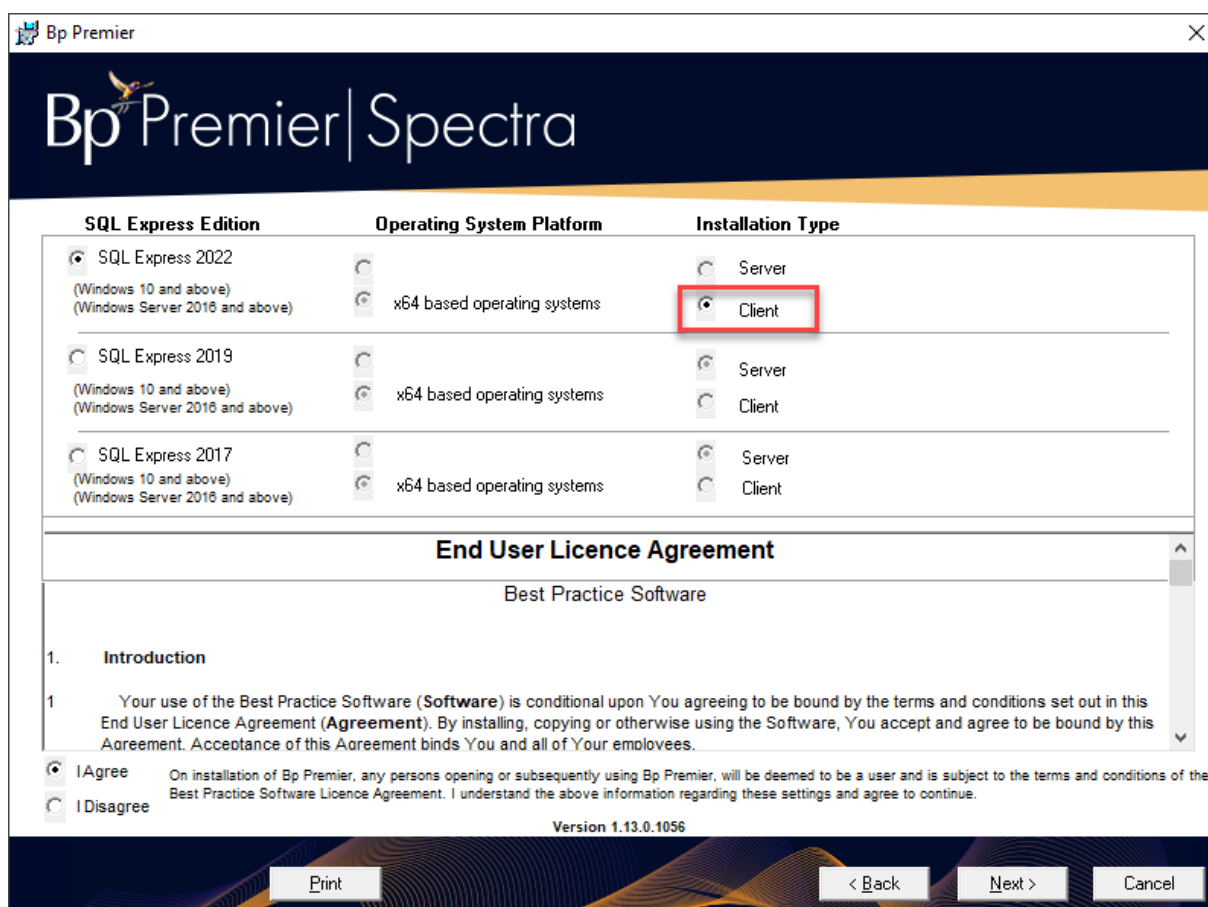 Bp Premier
Bp Premier | Spectra
SQL Express Edition Operating System Platform Installation Type
SQL Express 2022
Server
(Windows 10 and above)
(Windows Server 2016 and above)
x64 based operating systems
Client
SQL Express 2019
Server
(Windows 10 and above)
(Windows Server 2016 and above)
x64 based operating systems
Client
SQL Express 2017
Server
(Windows 10 and above)
(Windows Server 2016 and above)
x64 based operating systems
Client
End User Licence Agreement
Best Practice Software
1. Introduction
1 Your use of the Best Practice Software (Software) is conditional upon You agreeing to be bound by the terms and conditions set out in this
End User Licence Agreement (Agreement). By installing, copying or otherwise using the Software, You accept and agree to be bound by this
Agreement. Acceptance of this Agreement binds You and all of Your employees.
I Agree
On installation of Bp Premier, any persons opening or subsequently using Bp Premier, will be deemed to be a user and is subject to the terms and conditions of the
Best Practice Software Licence Agreement. I understand the above information regarding these settings and agree to continue.
I Disagree
Version 1.13.0.1056
Print < Back Next > Cancel